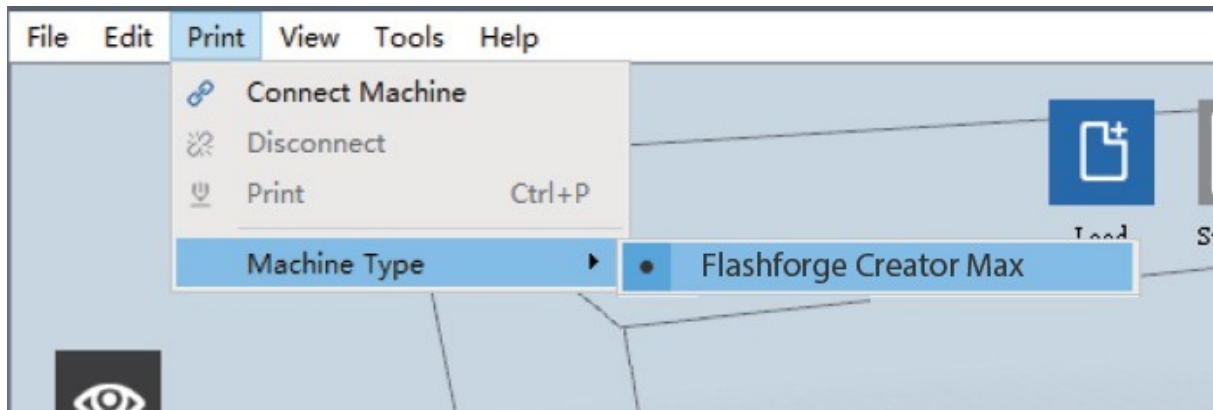 File Edit Print View Tools Help
Connect Machine
Disconnect
Print Ctrl+P
Machine Type
Flashforge Creator Max